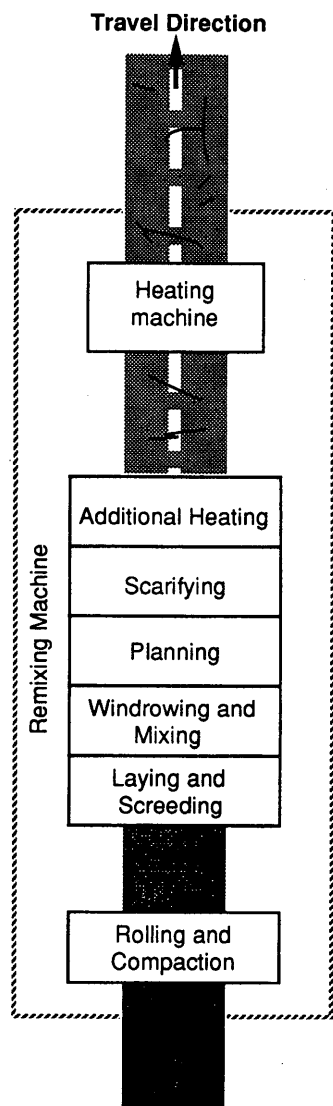 Travel Direction
Heating
machine
Remixing Machine
Additional Heating
Scarifying
Planning
Windrowing and
Mixing
Laying and
Screeding
Rolling and
Compaction